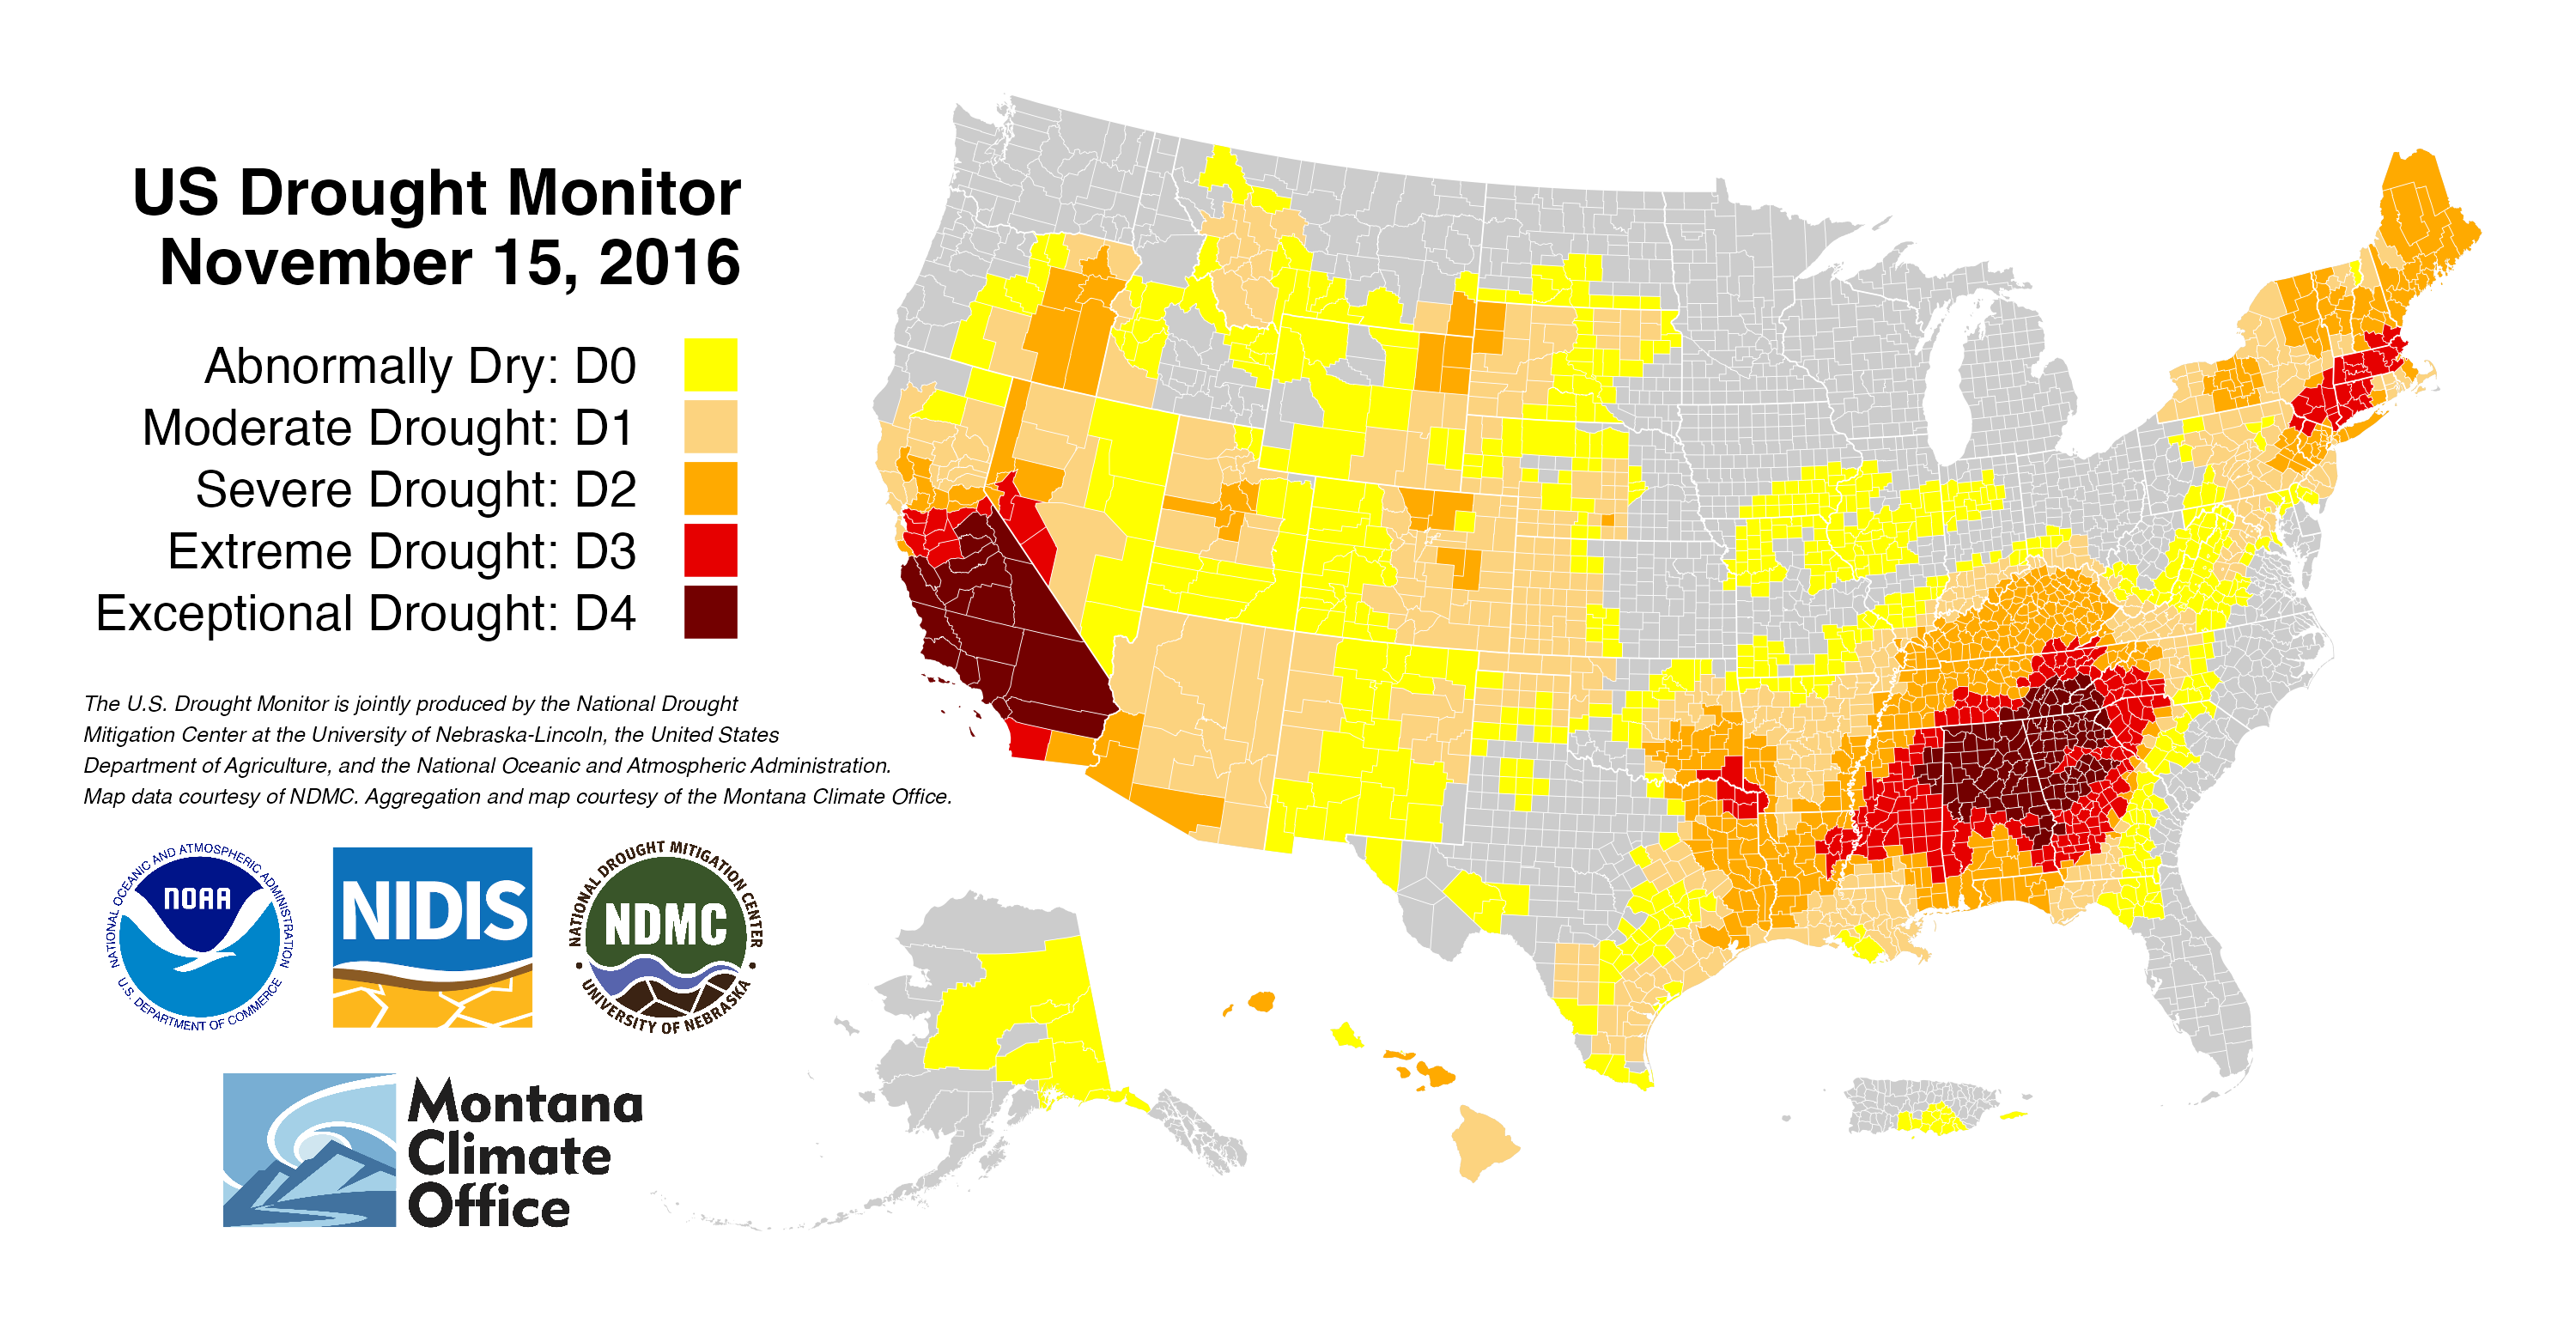 US Drought Monitor
November 15, 2016
Abnormally Dry: D0
Moderate Drought: D1
Severe Drought: D2
Extreme Drought: D3
Exceptional Drought: D4
The U.S. Drought Monitor is jointly produced by the National Drought
Mitigation Center at the University of Nebraska-Lincoln, the United States
Department of Agriculture, and the National Oceanic and Atmospheric Administration.
Map data courtesy of NDMC. Aggregation and map courtesy of the Montana Climate Office.
NATIONAL OCEANIC AND ATMOSPHERIC ADMINISTRATION
NOAA
U.S. DEPARTMENT OF COMMERCE
NIDIS
NATIONAL DROUGHT MITIGATION CENTER
NDMC
UNIVERSITY OF NEBRASKA
Montana
Climate
Office